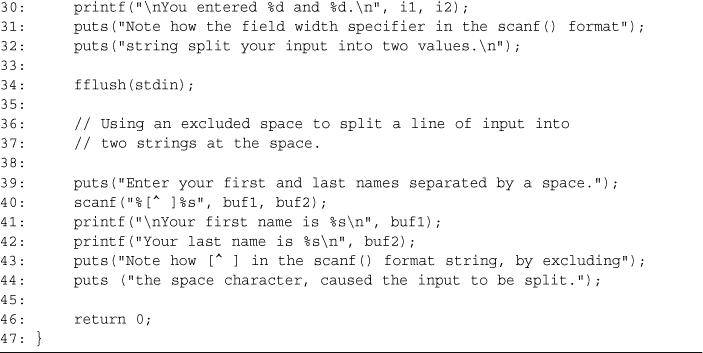 30:     printf("\nYou entered %d and %d.\n", i1, i2);
31:     puts("Note how the field width specifier in the scanf() format");
32:     puts("string split your input into two values.\n");
33:
34:     fflush(stdin);
35:
36:     // Using an excluded space to split a line of input into
37:     // two strings at the space.
38:
39:     puts("Enter your first and last names separated by a space.");
40:     scanf("%[^ ]%s", buf1, buf2);
41:     printf("\nYour first name is %s\n", buf1);
42:     printf("Your last name is %s\n", buf2);
43:     puts("Note how [^ ] in the scanf() format string, by excluding");
44:     puts ("the space character, caused the input to be split.");
45:
46:     return 0;
47: }